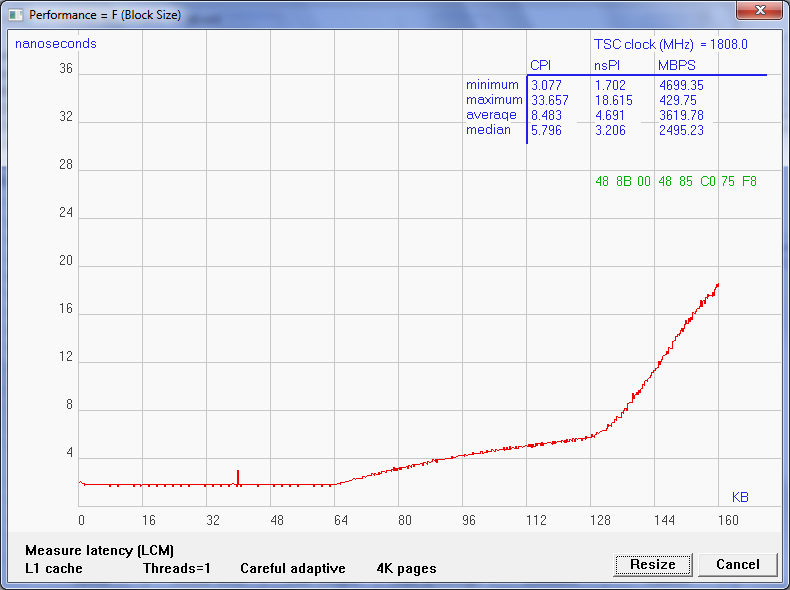 Performance = F (Block Size)
nanoseconds
TSC clock (MHz) = 1808.0
CPI nsPI MBPS
minimum 3.077 1.702 4699.35
maximum 33.657 18.615 429.75
average 8.483 4.691 3619.78
median 5.796 3.206 2495.23
48 8B 00 48 85 C0 75 F8
36
32
28
24
20
16
12
8
4
KB
0 16 32 48 64 80 96 112 128 144 160
Measure latency (LCM)
L1 cache Threads=1 Careful adaptive 4K pages
Resize Cancel